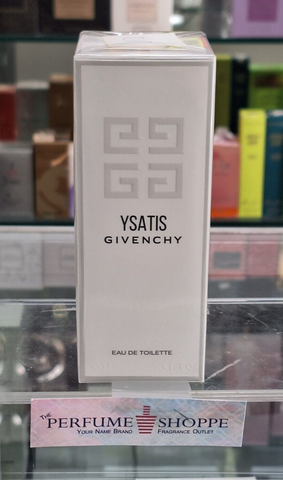 YSATIS
GIVENCHY
EAU DE TOILETTE
THE PERFUME SHOPPE
YOUR NAME BRAND FRAGRANCE OUTLET